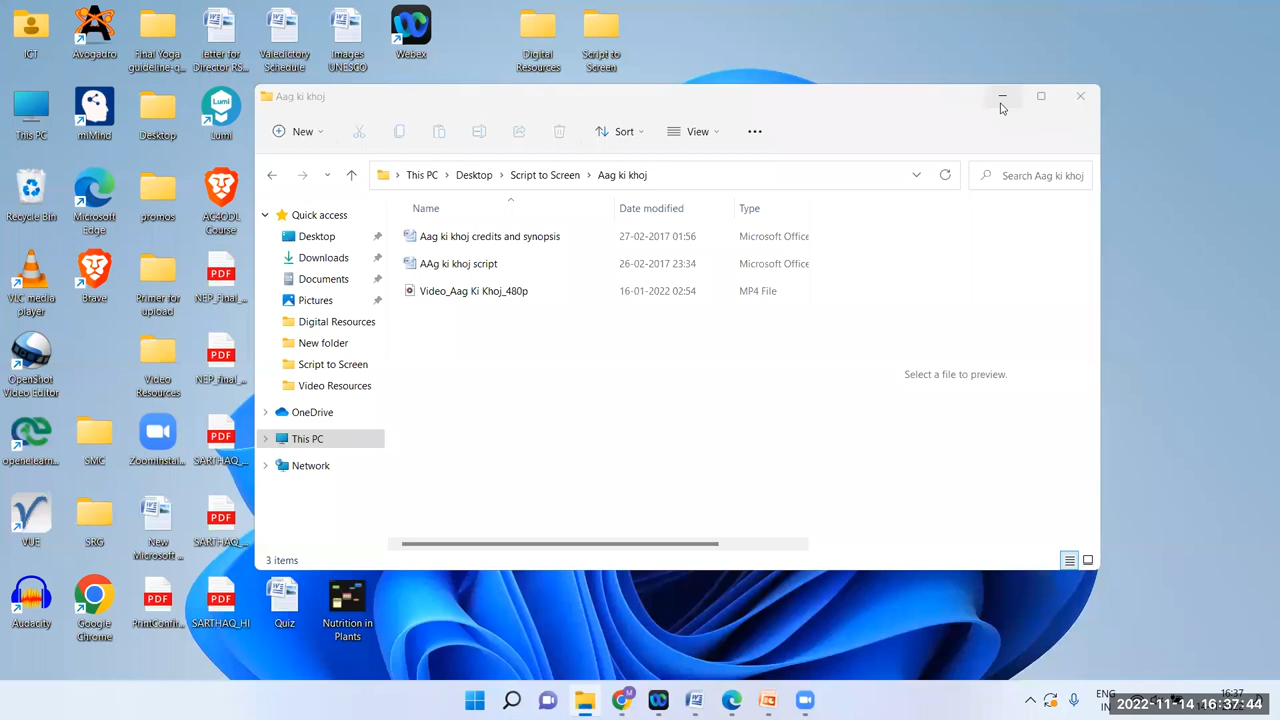 ICT
Avogadro
Final Yoga
guideline-q...
letter for
Director RS...
Valedictory
Schedule
Images
UNESCO
Webex
Digital
Resources
Script to
Screen
This PC
miMind
Desktop
Lumi
Recycle Bin
Microsoft
Edge
promos
AC4ODL
Course
VLC media
player
Brave
Primer for
upload
NEP_Final_...
OpenShot
Video Editor
Video
Resources
NEP_final_...
openelearn...
SMC
Zoominstal...
SARTHAQ_...
VUE
SRG
New
Microsoft ...
SARTHAQ_...
Audacity
Google
Chrome
PrintConfir...
SARTHAQ_HI
Quiz
Nutrition in
Plants
Aag ki khoj
New
Sort
View
This PC
Desktop
Script to Screen
Aag ki khoj
Search Aag ki khoj
Quick access
Desktop
Downloads
Documents
Pictures
Digital Resources
New folder
Script to Screen
Video Resources
OneDrive
This PC
Network
Name Date modified Type
Aag ki khoj credits and synopsis 27-02-2017 01:56 Microsoft Office
AAg ki khoj script 26-02-2017 23:34 Microsoft Office
Video_Aag Ki Khoj_480p 16-01-2022 02:54 MP4 File
Select a file to preview.
3 items
ENG
IN
16:37
2022-11-14 16:37:44